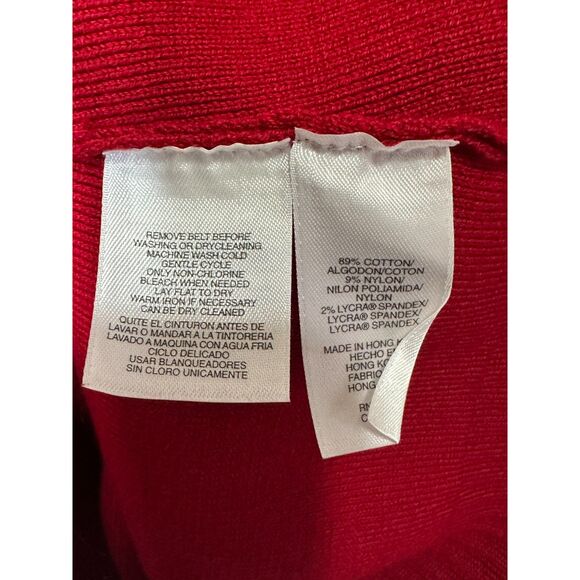 REMOVE BELT BEFORE
WASHING OR DRYCLEANING
MACHINE WASH COLD
GENTLE CYCLE
ONLY NON-CHLORINE
BLEACH WHEN NEEDED
LAY FLAT TO DRY
WARM IRON IF NECESSARY
CAN BE DRY CLEANED
QUITE EL CINTURON ANTES DE
LAVAR O MANDAR A LA TINTORERIA
LAVADO A MAQUINA CON AGUA FRIA
CICLO DELICADO
USAR BLANQUEADORES
SIN CLORO UNICAMENTE
89% COTTON/
ALGODON/COTON
9% NYLON/
NILON POLIAMIDA/
NYLON
2% LYCRA® SPANDEX/
LYCRA® SPANDEX/
LYCRA® SPANDEX
MADE IN HONG
HECHO
HONG
HONG